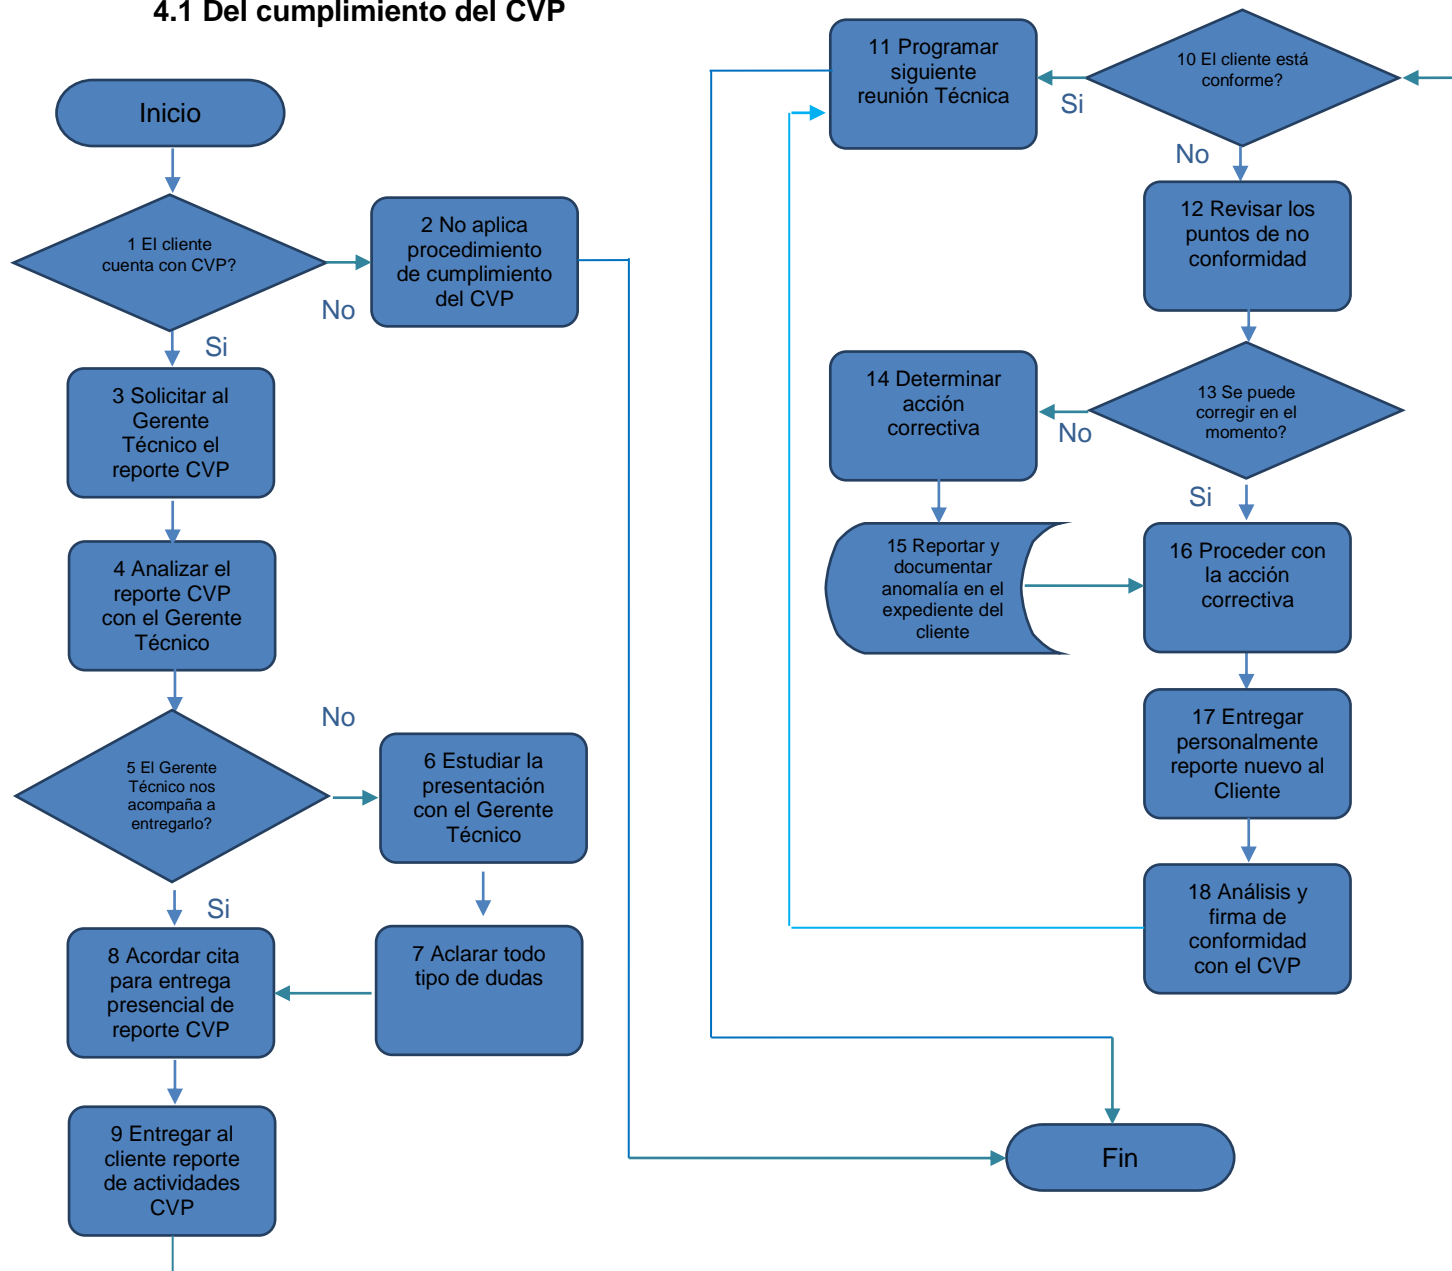 4.1 Del cumplimiento del CVP
Inicio
1 El cliente
cuenta con CVP?
No
2 No aplica
procedimiento
de cumplimiento
del CVP
Si
3 Solicitar al
Gerente
Técnico el
reporte CVP
4 Analizar el
reporte CVP
con el Gerente
Técnico
5 El Gerente
Técnico nos
acompaña a
entregarlo?
No
6 Estudiar la
presentación
con el Gerente
Técnico
7 Aclarar todo
tipo de dudas
Si
8 Acordar cita
para entrega
presencial de
reporte CVP
9 Entregar al
cliente reporte
de actividades
CVP
10 El cliente está
conforme?
Si
11 Programar
siguiente
reunión Técnica
No
12 Revisar los
puntos de no
conformidad
13 Se puede
corregir en el
momento?
No
14 Determinar
acción
correctiva
15 Reportar y
documentar
anomalía en el
expediente del
cliente
Si
16 Proceder con
la acción
correctiva
17 Entregar
personalmente
reporte nuevo al
Cliente
18 Análisis y
firma de
conformidad
con el CVP
Fin